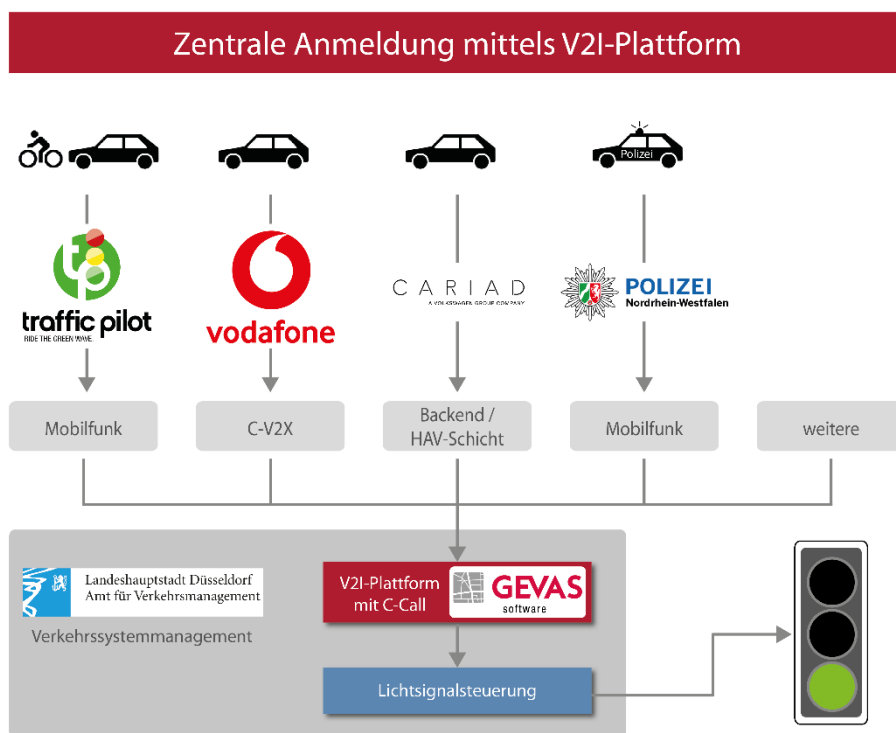 Zentrale Anmeldung mittels V2I-Plattform
Polizei
tp
traffic pilot
RIDE THE GREEN WAVE.
vodafone
CARIAD
A VOLKSWAGEN GROUP COMPANY
POLIZEI
Nordrhein-Westfalen
Mobilfunk
C-V2X
Backend /
HAV-Schicht
Mobilfunk
weitere
Landeshauptstadt Düsseldorf
Amt für Verkehrsmanagement
Verkehrssystemmanagement
V2I-Plattform
mit C-Call
GEVAS
software
Lichtsignalsteuerung